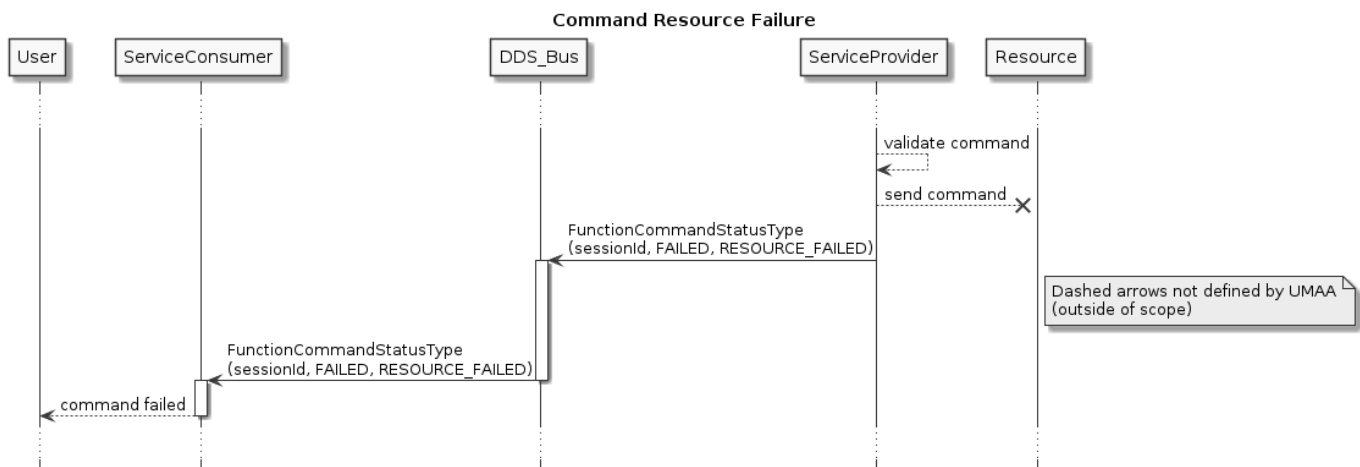 Command Resource Failure
User
ServiceConsumer
DDS_Bus
ServiceProvider
Resource
validate command
send command
FunctionCommandStatusType
(sessionId, FAILED, RESOURCE_FAILED)
Dashed arrows not defined by UMAA
(outside of scope)
FunctionCommandStatusType
(sessionId, FAILED, RESOURCE_FAILED)
command failed